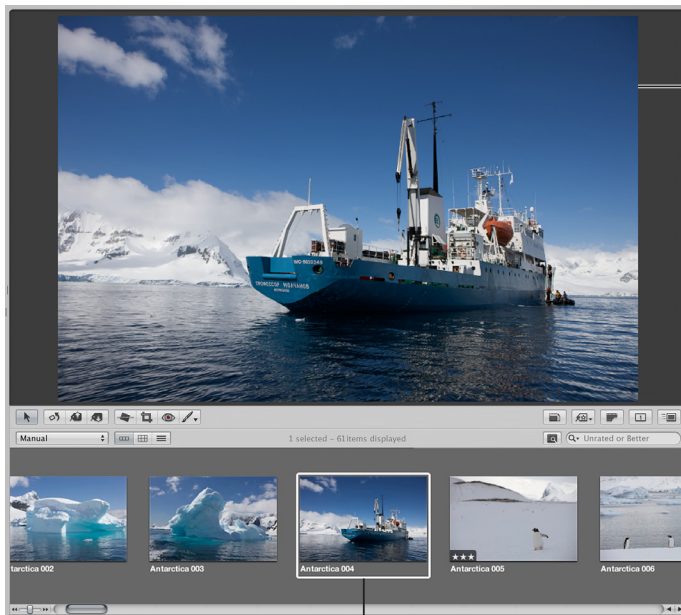 Manual
1 selected – 61 items displayed
Unrated or Better
tarctica 002
Antarctica 003
Antarctica 004
Antarctica 005
Antarctica 006